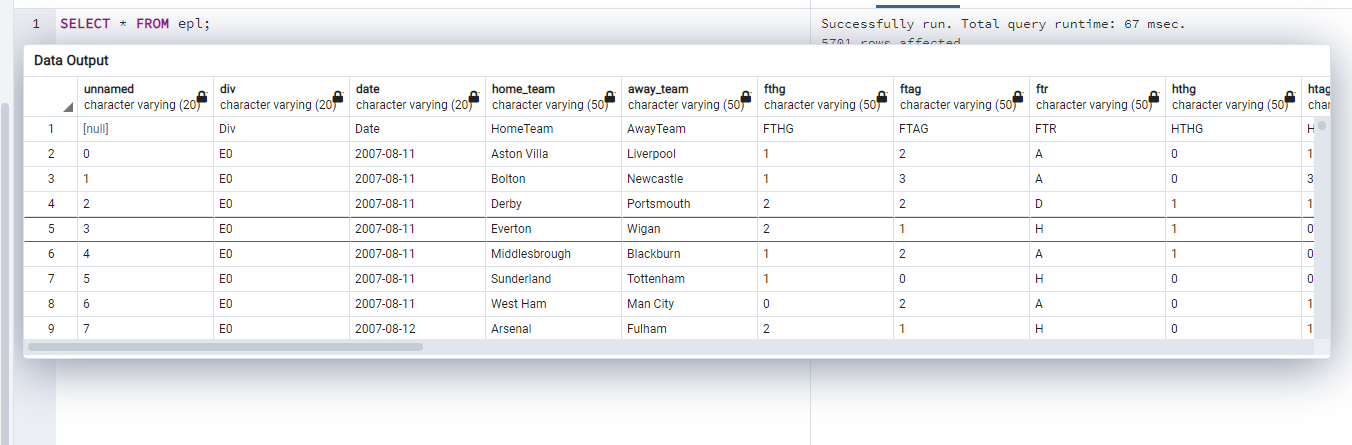 1 SELECT * FROM epl;
Successfully run. Total query runtime: 67 msec.
5701 rows affected
Data Output
unnamed div date home_team away_team fthg ftag ftr hthg htag
character varying (20) character varying (20) character varying (20) character varying (50) character varying (50) character varying (50) character varying (50) character varying (50) character varying (50)
1 [null] Div Date HomeTeam AwayTeam FTHG FTAG FTR HTHG H
2 0 E0 2007-08-11 Aston Villa Liverpool 1 2 A 0 1
3 1 E0 2007-08-11 Bolton Newcastle 1 3 A 0 3
4 2 E0 2007-08-11 Derby Portsmouth 2 2 D 1 1
5 3 E0 2007-08-11 Everton Wigan 2 1 H 1 0
6 4 E0 2007-08-11 Middlesbrough Blackburn 1 2 A 1 0
7 5 E0 2007-08-11 Sunderland Tottenham 1 0 H 0 0
8 6 E0 2007-08-11 West Ham Man City 0 2 A 0 1
9 7 E0 2007-08-12 Arsenal Fulham 2 1 H 0 1